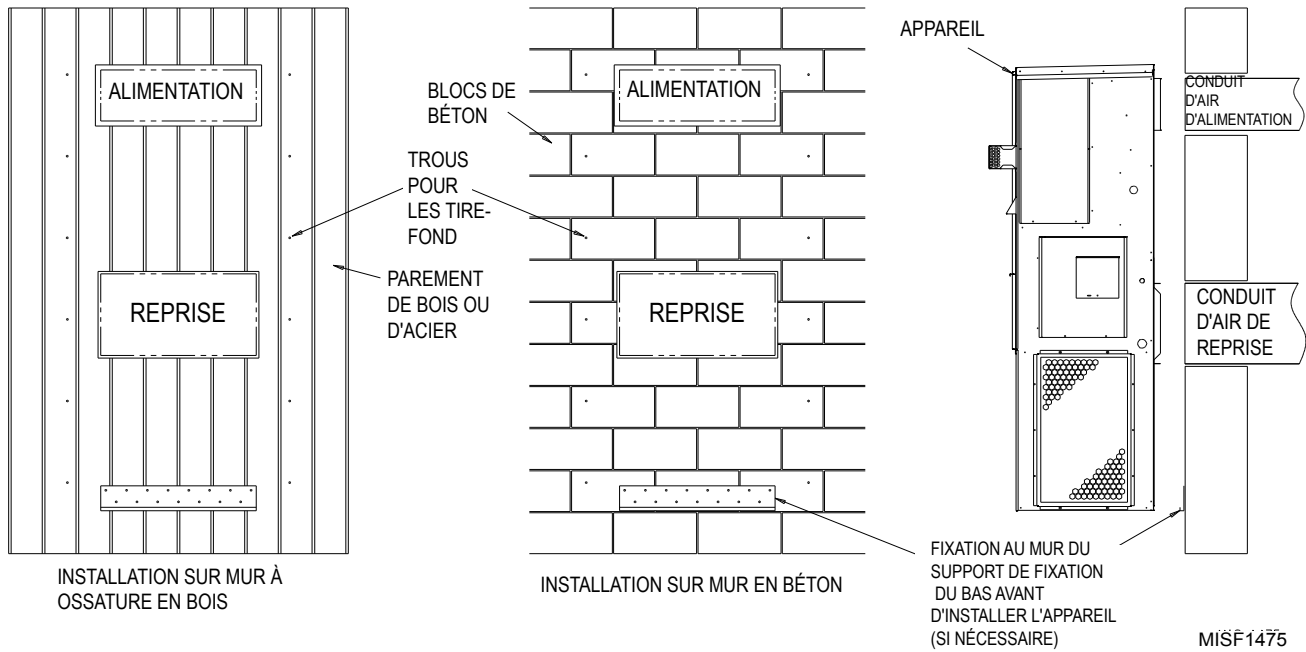 ALIMENTATION
REPRISE
INSTALLATION SUR MUR À
OSSATURE EN BOIS
BLOCS DE
BÉTON
TROUS
POUR
LES TIRE-
FOND
PAREMENT
DE BOIS OU
D'ACIER
ALIMENTATION
REPRISE
INSTALLATION SUR MUR EN BÉTON
APPAREIL
CONDUIT
D'AIR
D'ALIMENTATION
CONDUIT
D'AIR DE
REPRISE
FIXATION AU MUR DU
SUPPORT DE FIXATION
DU BAS AVANT
D'INSTALLER L'APPAREIL
(SI NÉCESSAIRE)
MISF1475